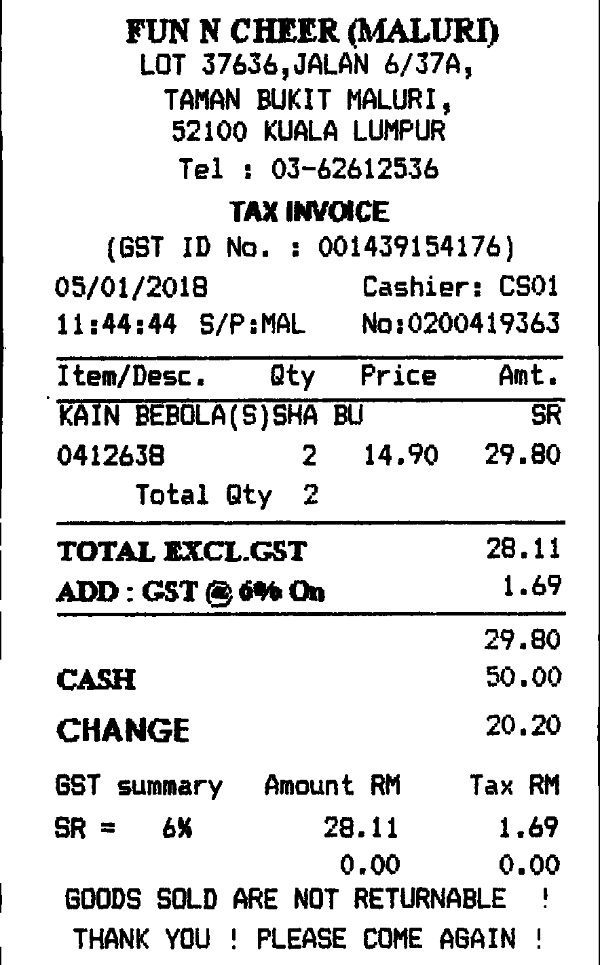 FUN N CHEER (MALURI)
LOT 37636,JALAN 6/37A,
TAMAN BUKIT MALURI,
52100 KUALA LUMPUR
Tel : 03-62612536
TAX INVOICE
(GST ID No. : 001439154176)
05/01/2018 Cashier: CS01
11:44:44 S/P:MAL No:0200419363
Item/Desc. Qty Price Amt.
KAIN BEBOLA(S)SHA BU SR
0412638 2 14.90 29.80
Total Qty 2
TOTAL EXCL.GST 28.11
ADD : GST @ 6% On 1.69
29.80
CASH 50.00
CHANGE 20.20
GST summary Amount RM Tax RM
SR = 6% 28.11 1.69
0.00 0.00
GOODS SOLD ARE NOT RETURNABLE !
THANK YOU ! PLEASE COME AGAIN !